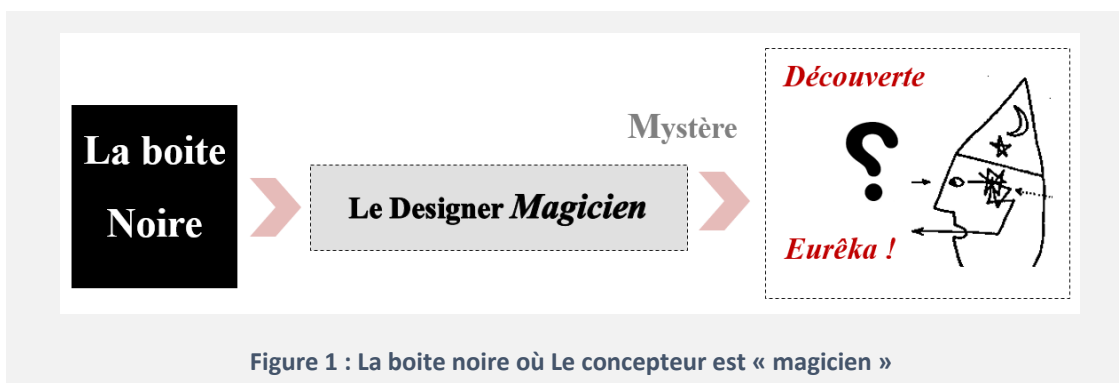 La boite
Noire
Le Designer Magicien
Mystère
Découverte
?
Eurêka !
Figure 1 : La boite noire où Le concepteur est « magicien »